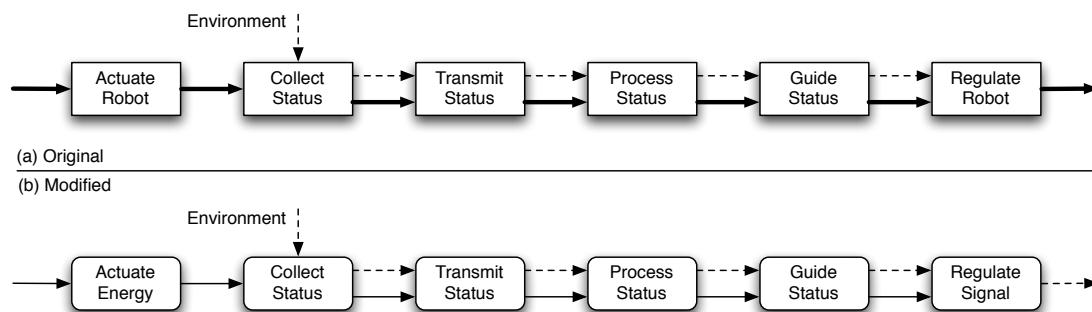 Environment
Actuate
Robot
Collect
Status
Transmit
Status
Process
Status
Guide
Status
Regulate
Robot
(a) Original
(b) Modified
Environment
Actuate
Energy
Collect
Status
Transmit
Status
Process
Status
Guide
Status
Regulate
Signal